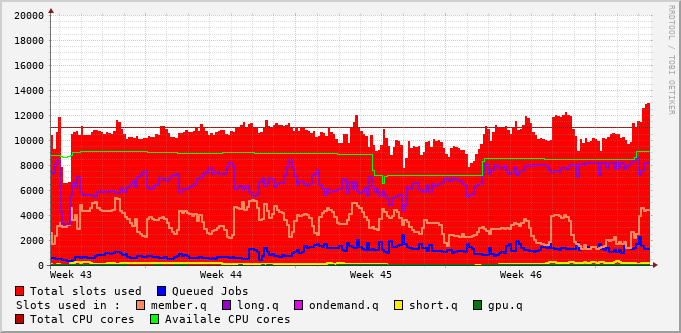 20000
18000
16000
14000
12000
10000
8000
6000
4000
2000
0
Week 43 Week 44 Week 45 Week 46
RRDTOOL / TOBI OETIKER
Total slots used Queued Jobs
Slots used in : member.q long.q ondemand.q short.q gpu.q
Total CPU cores Availale CPU cores